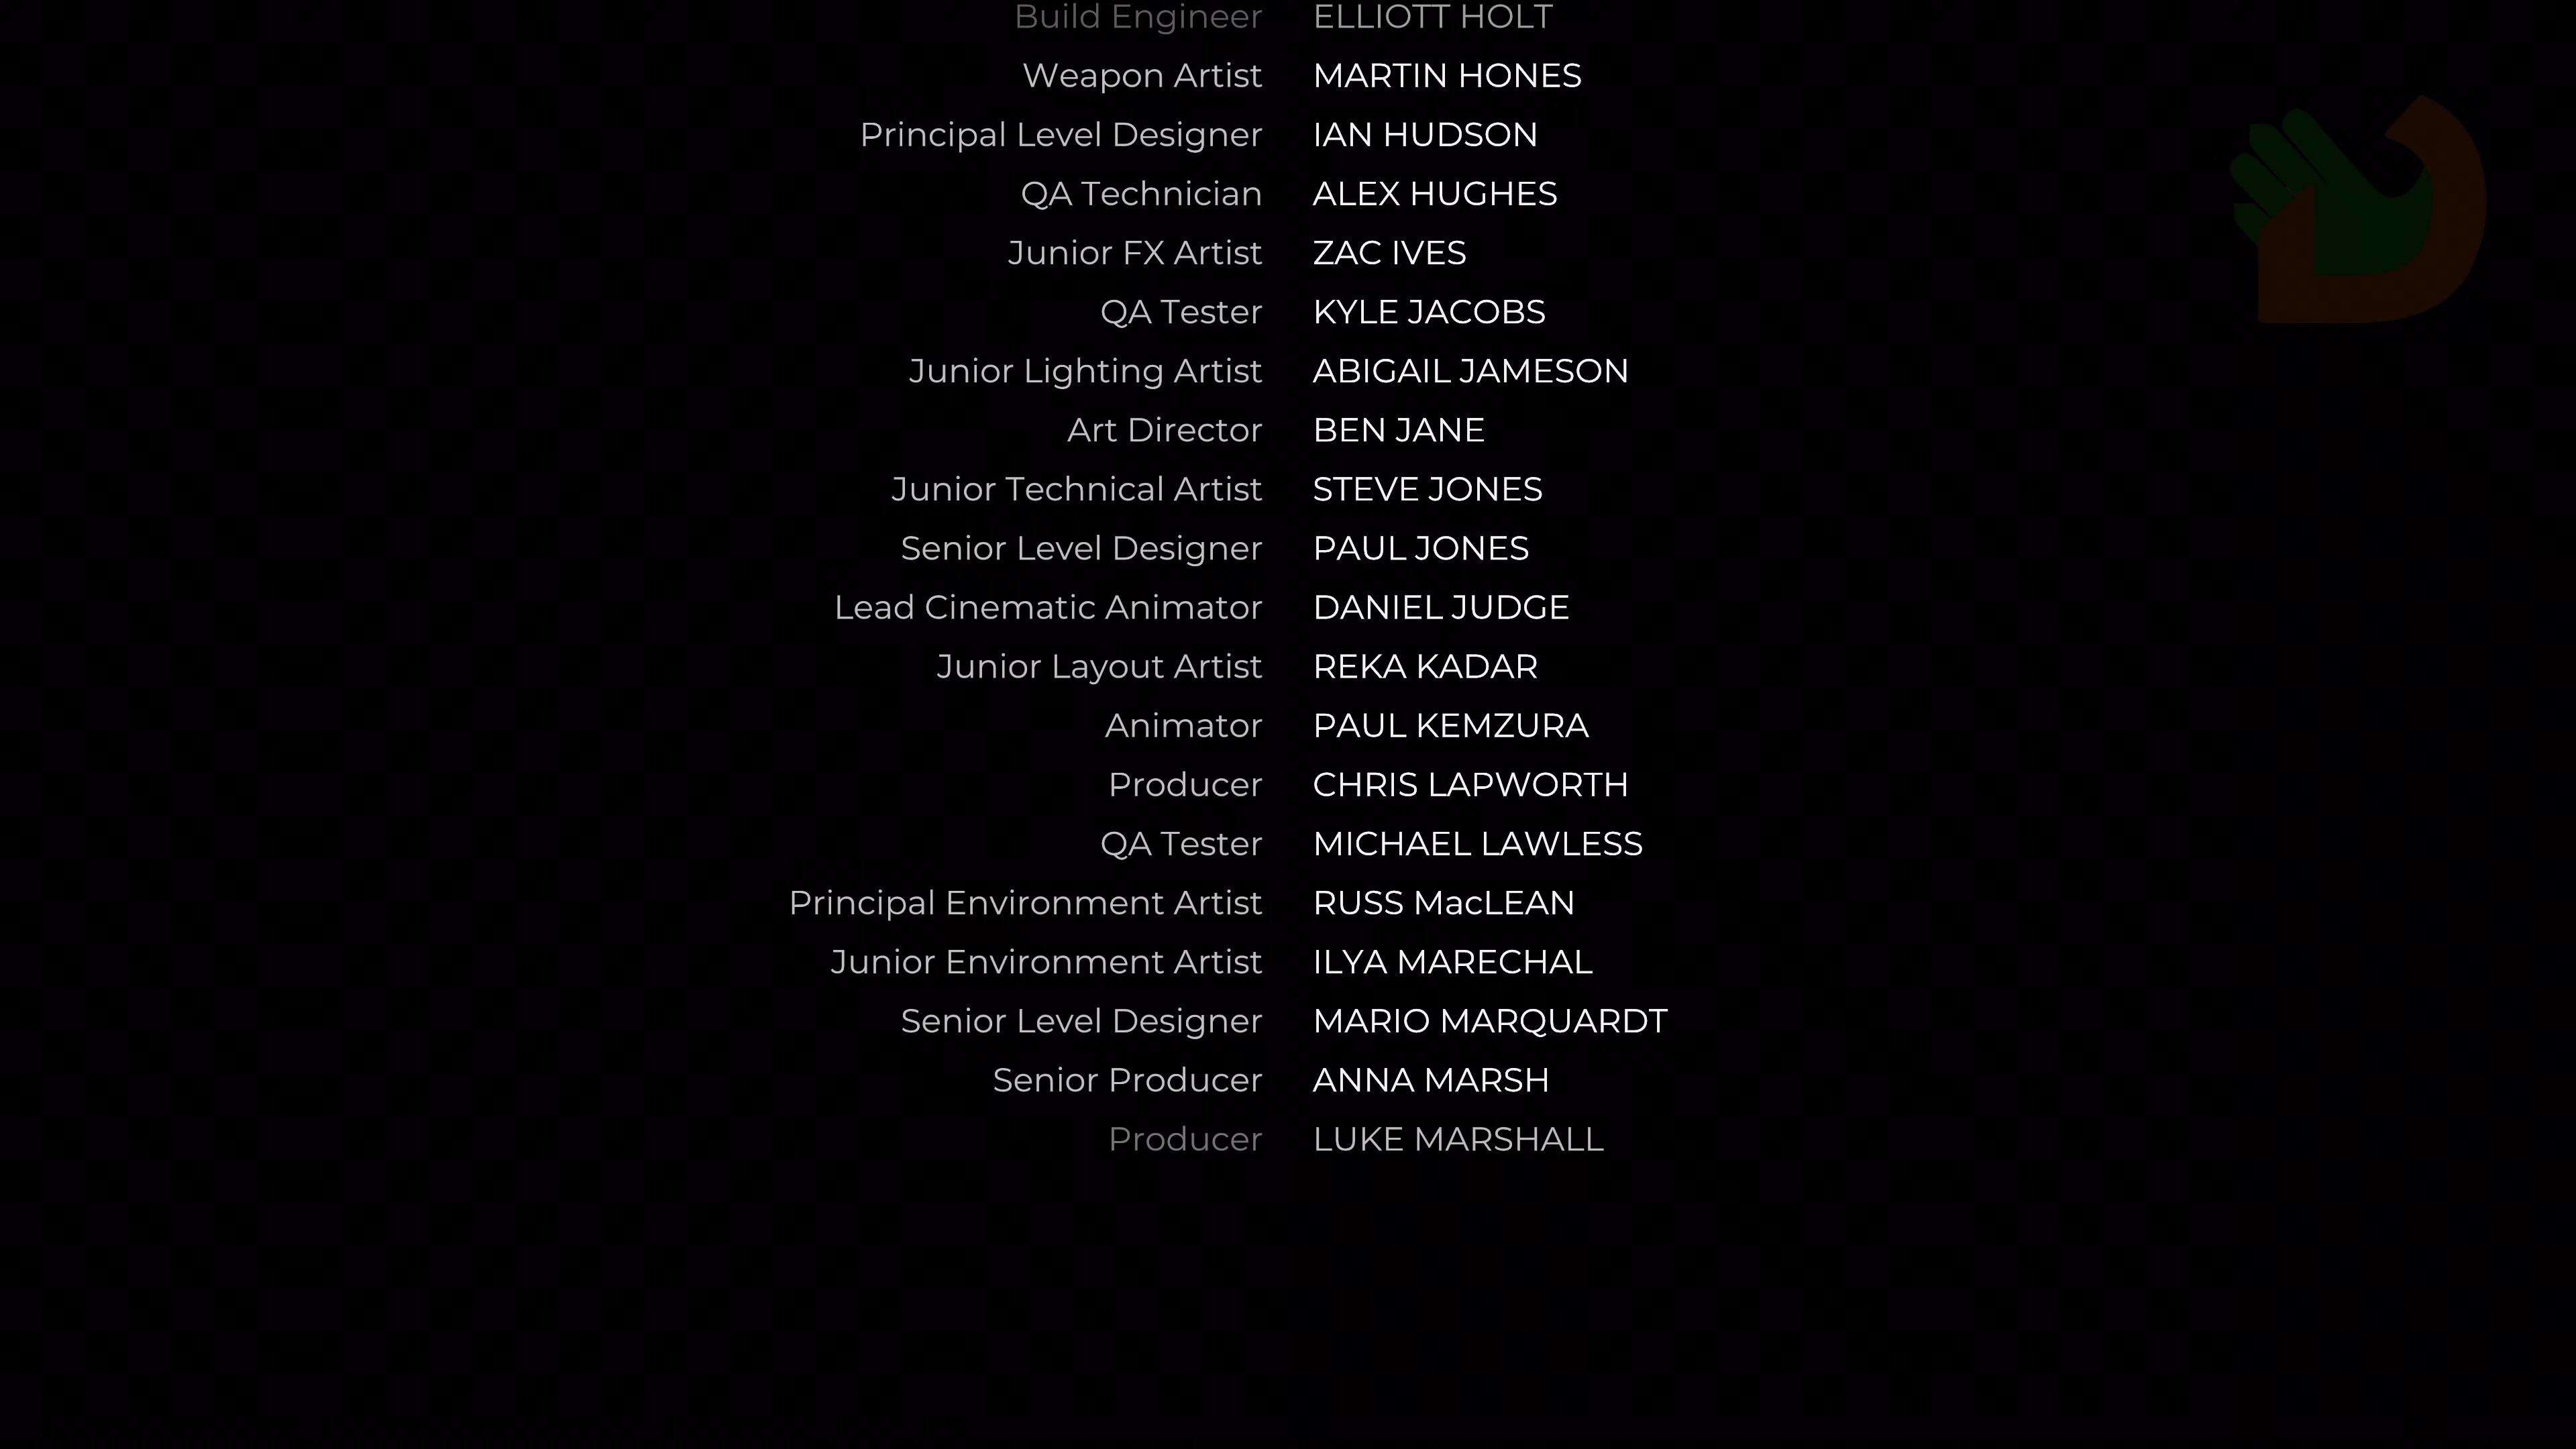 Build Engineer ELLIOTT HOLT
Weapon Artist MARTIN HONES
Principal Level Designer IAN HUDSON
QA Technician ALEX HUGHES
Junior FX Artist ZAC IVES
QA Tester KYLE JACOBS
Junior Lighting Artist ABIGAIL JAMESON
Art Director BEN JANE
Junior Technical Artist STEVE JONES
Senior Level Designer PAUL JONES
Lead Cinematic Animator DANIEL JUDGE
Junior Layout Artist REKA KADAR
Animator PAUL KEMZURA
Producer CHRIS LAPWORTH
QA Tester MICHAEL LAWLESS
Principal Environment Artist RUSS MacLEAN
Junior Environment Artist ILYA MARECHAL
Senior Level Designer MARIO MARQUARDT
Senior Producer ANNA MARSH
Producer LUKE MARSHALL